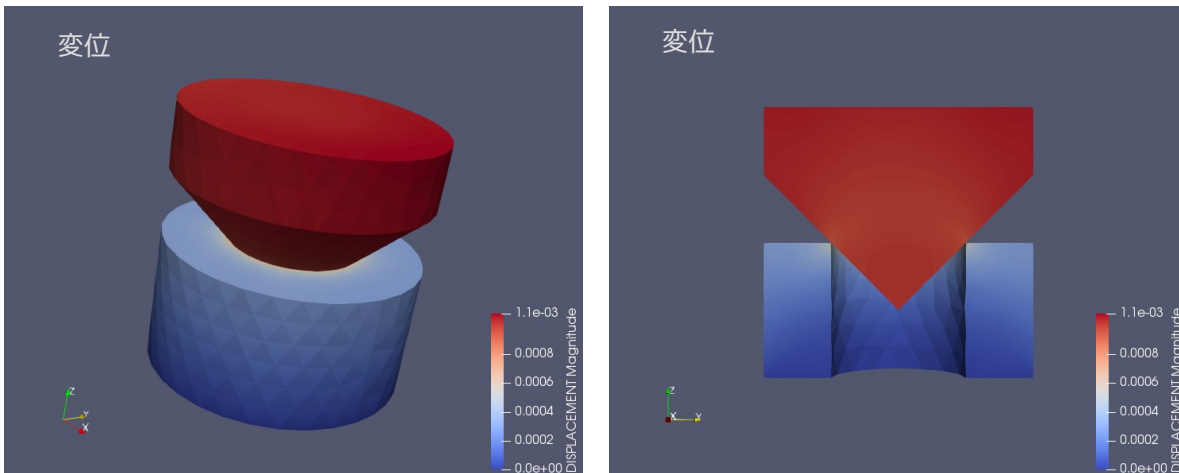 変位
Z
Y
X
1.1e-03
0.0008
0.0006
0.0004
0.0002
0.0e+00
DISPLACEMENT Magnitude
変位
Z
X
Y
1.1e-03
0.0008
0.0006
0.0004
0.0002
0.0e+00
DISPLACEMENT Magnitude